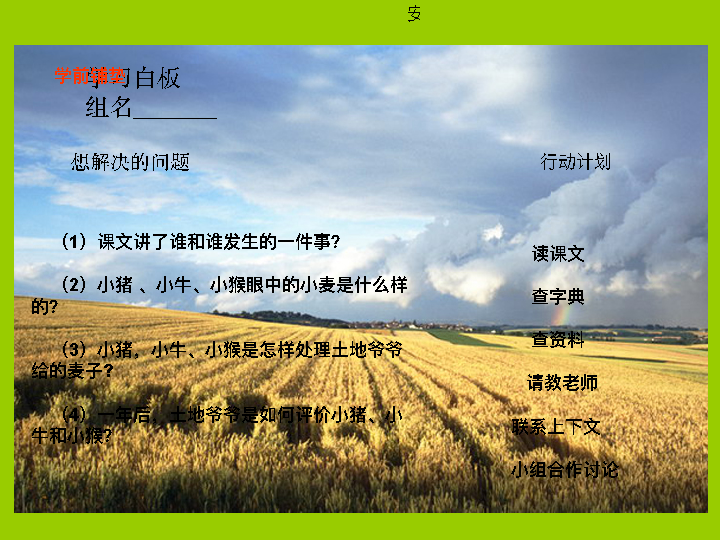 安
学前铺垫
学习白板
组名_______
想解决的问题
行动计划
（1）课文讲了谁和谁发生的一件事?
（2）小猪 、小牛、小猴眼中的小麦是什么样
的?
（3）小猪，小牛、小猴是怎样处理土地爷爷
给的麦子?
（4）一年后，土地爷爷是如何评价小猪、小
牛和小猴?
读课文
查字典
查资料
请教老师
联系上下文
小组合作讨论